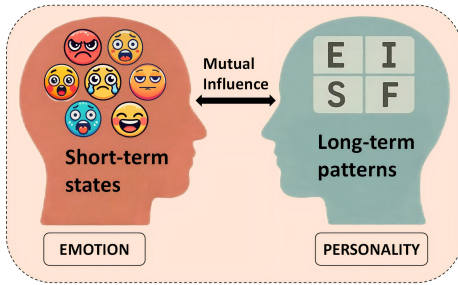 Mutual
Influence
E I
S F
Short-term
states
Long-term
patterns
EMOTION
PERSONALITY